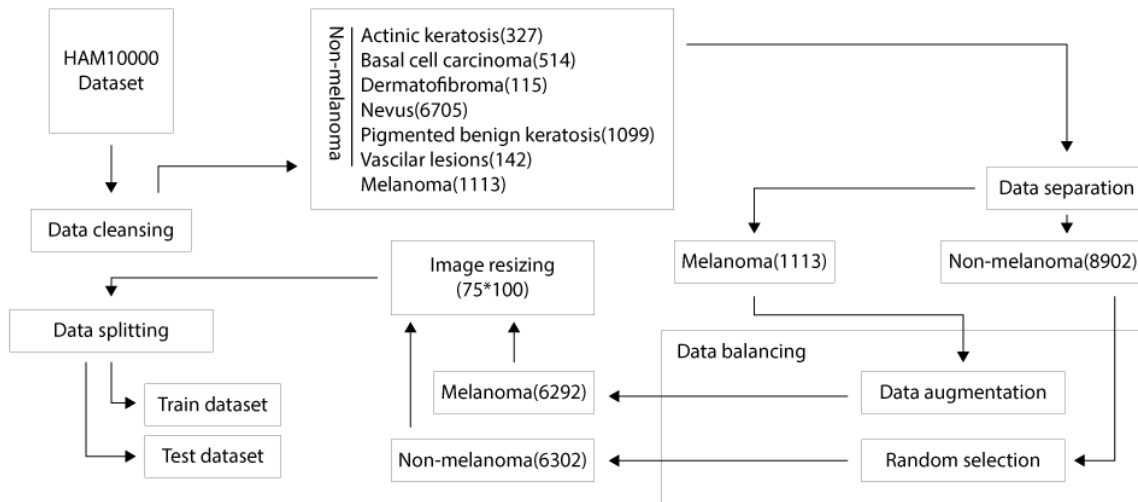 HAM10000
Dataset
Data cleansing
Non-melanoma
Actinic keratosis(327)
Basal cell carcinoma(514)
Dermatofibroma(115)
Nevus(6705)
Pigmented benign keratosis(1099)
Vascilar lesions(142)
Melanoma(1113)
Data separation
Melanoma(1113)
Non-melanoma(8902)
Data balancing
Data augmentation
Random selection
Melanoma(6292)
Non-melanoma(6302)
Image resizing
(75*100)
Data splitting
Train dataset
Test dataset